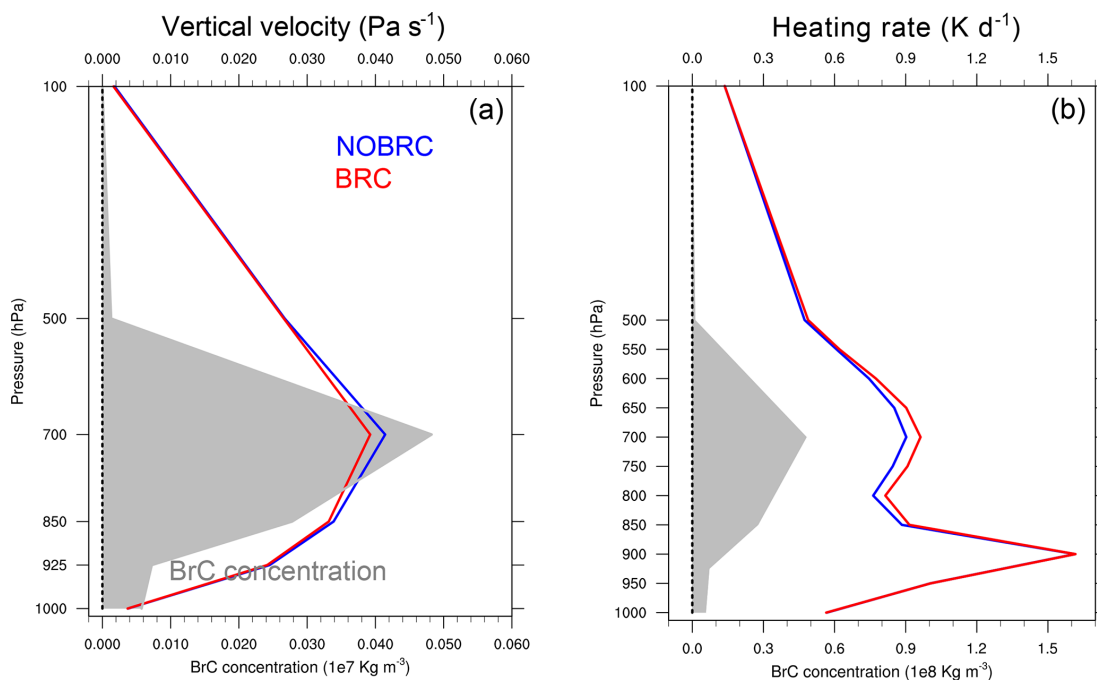 Vertical velocity (Pa s⁻¹)
0.000 0.010 0.020 0.030 0.040 0.050 0.060
(a)
NOBRC
BRC
BrC concentration
Pressure (hPa)
100
500
700
850
925
1000
0.000 0.010 0.020 0.030 0.040 0.050 0.060
BrC concentration (1e7 Kg m⁻³)
Heating rate (K d⁻¹)
0.0 0.3 0.6 0.9 1.2 1.5
(b)
Pressure (hPa)
100
500
550
600
650
700
750
800
850
900
950
1000
0.0 0.3 0.6 0.9 1.2 1.5
BrC concentration (1e8 Kg m⁻³)